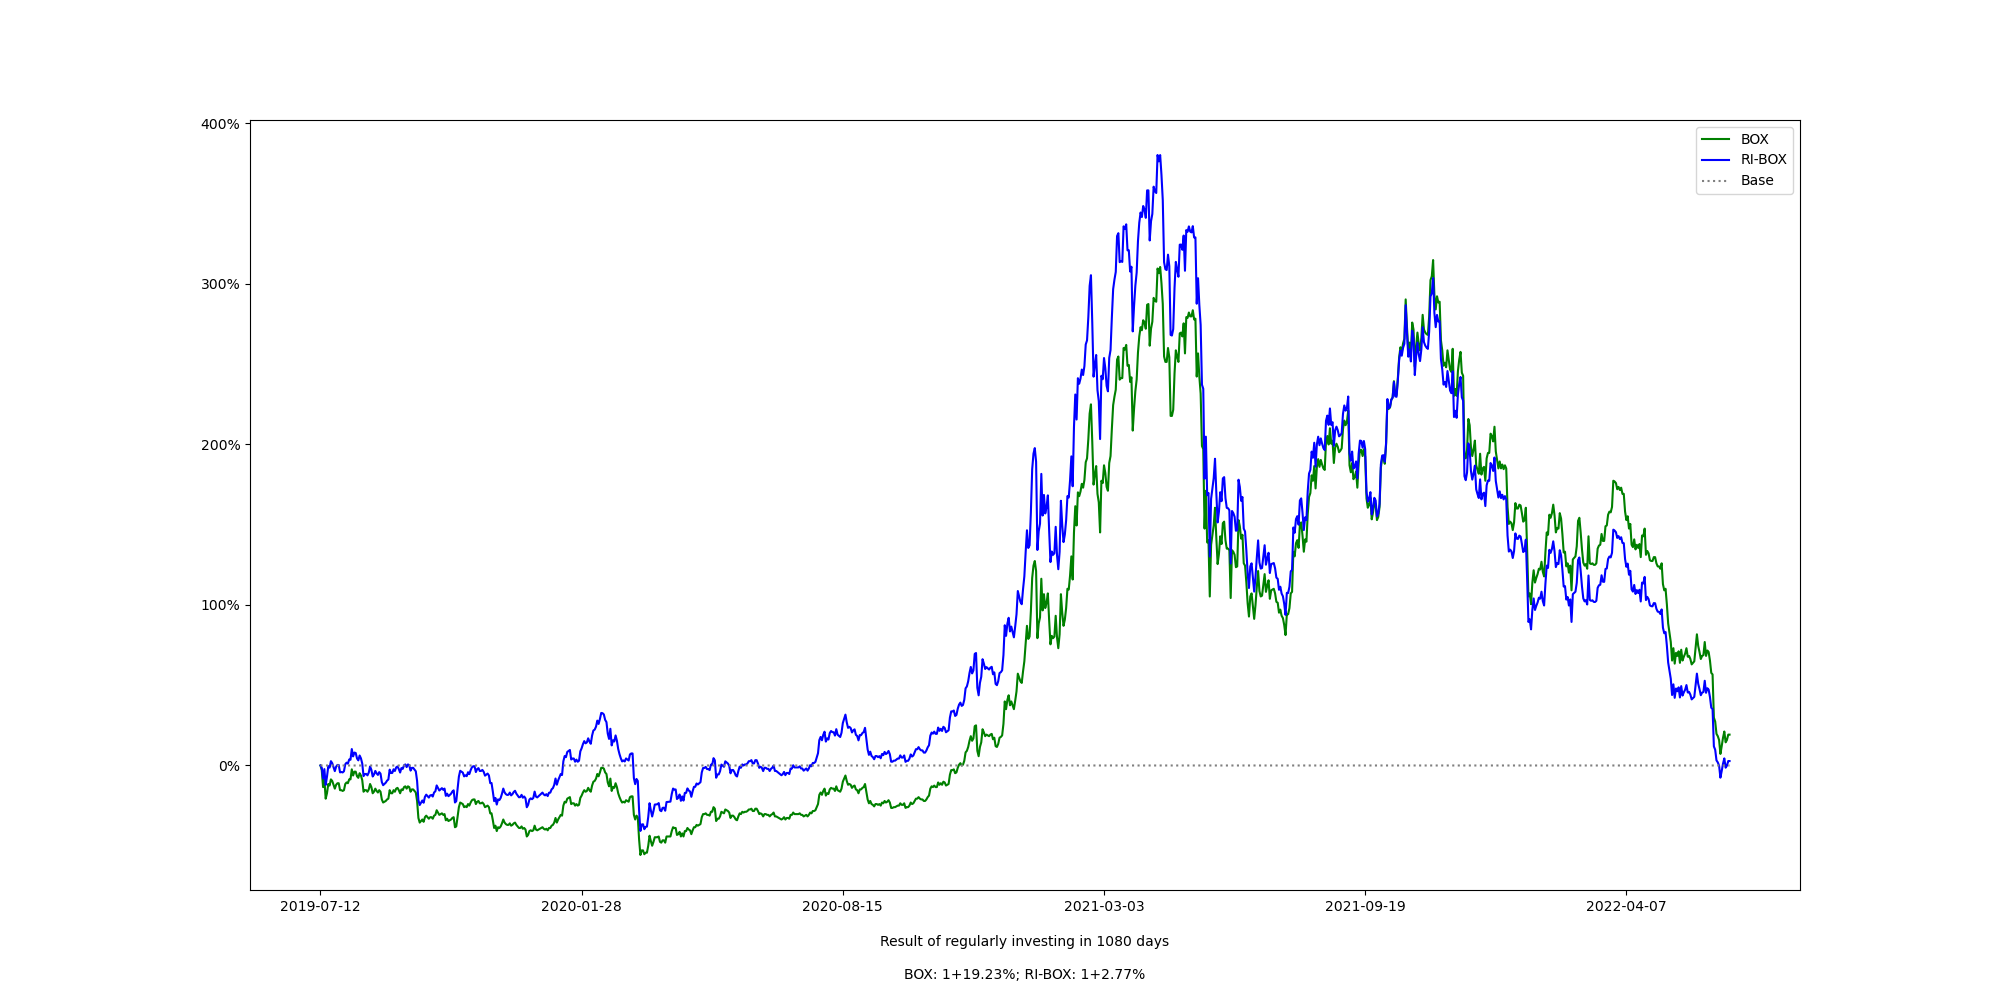 400%
300%
200%
100%
0%
BOX
RI-BOX
Base
2019-07-12 2020-01-28 2020-08-15 2021-03-03 2021-09-19 2022-04-07
Result of regularly investing in 1080 days
BOX: 1+19.23%; RI-BOX: 1+2.77%